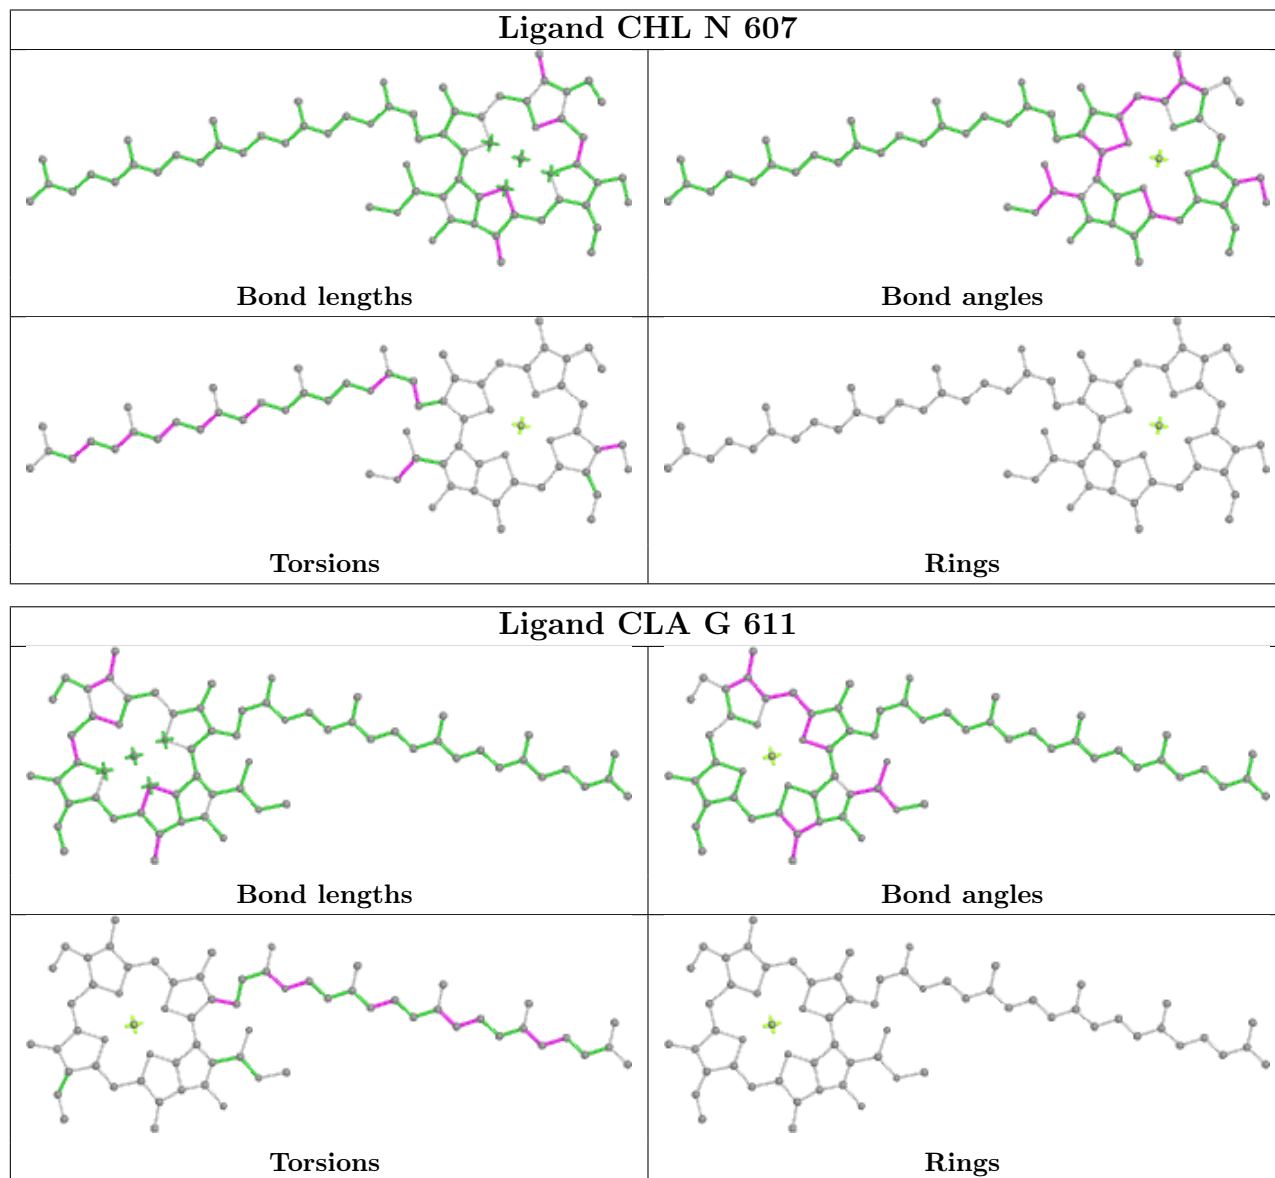 Ligand CHL N 607
Bond lengths
Bond angles
Torsions
Rings
Ligand CLA G 611
Bond lengths
Bond angles
Torsions
Rings